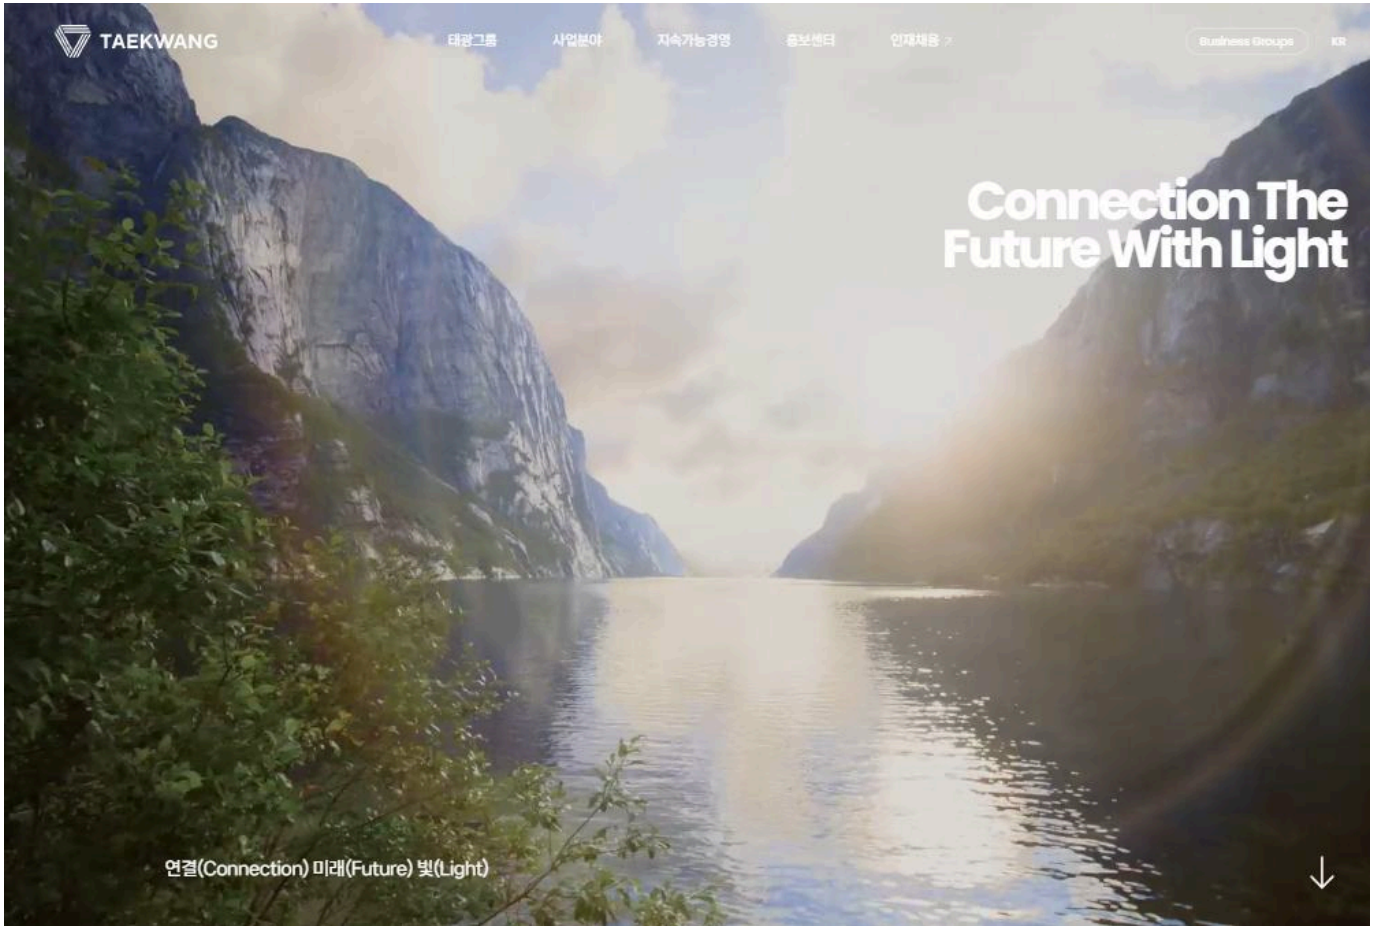 TAEKWANG
태광그룹 사업분야 지속가능경영 홍보센터 인재채용
Business Groups KR
Connection The
Future With Light
연결(Connection) 미래(Future) 빛(Light)